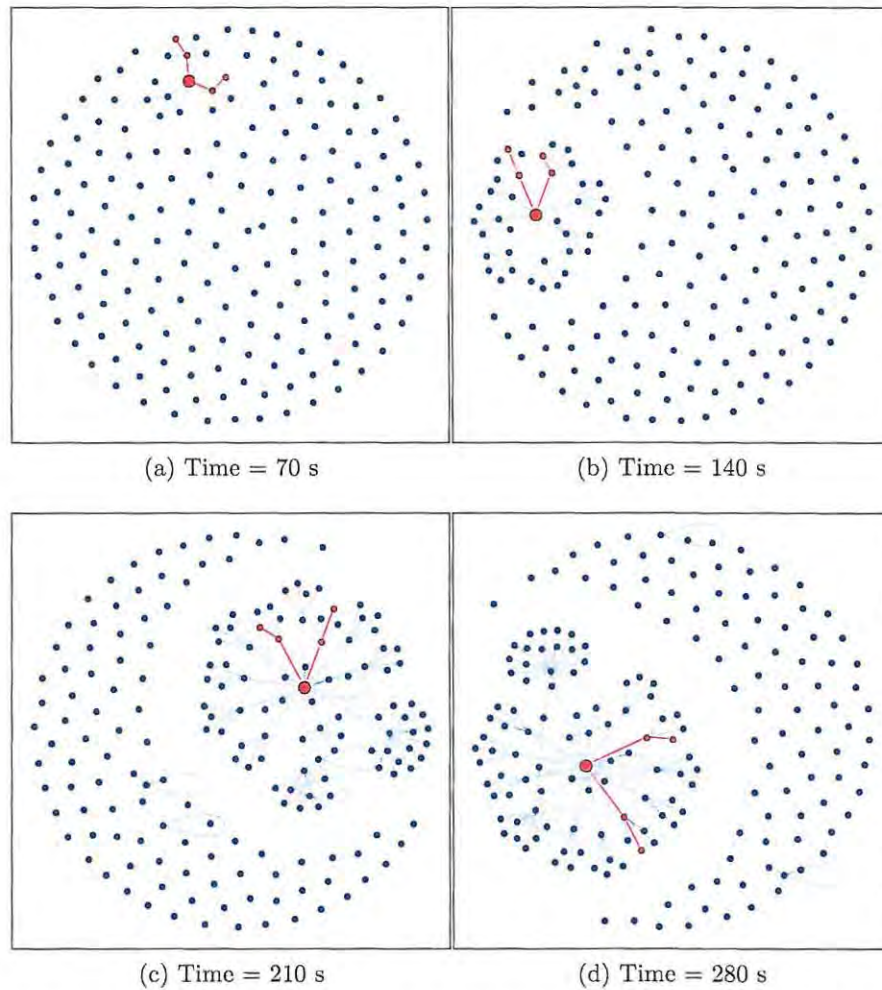 (a) Time = 70 s
(b) Time = 140 s
(c) Time = 210 s
(d) Time = 280 s